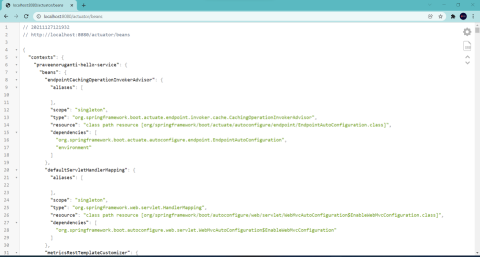 localhost:8080/actuator/beans
localhost:8080/actuator/beans
1 // 20211127121932
2 // http://localhost:8080/actuator/beans
3
4 {
5 "contexts": {
6 "praveenoruganti-hello-service": {
7 "beans": {
8 "endpointCachingOperationInvokerAdvisor": {
9 "aliases": [
10
11 ],
12 "scope": "singleton",
13 "type": "org.springframework.boot.actuate.endpoint.invoker.cache.CachingOperationInvokerAdvisor",
14 "resource": "class path resource [org/springframework/boot/actuate/autoconfigure/endpoint/EndpointAutoConfiguration.class]",
15 "dependencies": [
16 "org.springframework.boot.actuate.autoconfigure.endpoint.EndpointAutoConfiguration",
17 "environment"
18 ]
19 },
20 "defaultServletHandlerMapping": {
21 "aliases": [
22
23 ],
24 "scope": "singleton",
25 "type": "org.springframework.web.servlet.HandlerMapping",
26 "resource": "class path resource [org/springframework/boot/autoconfigure/web/servlet/WebMvcAutoConfiguration$EnableWebMvcConfiguration.class]",
27 "dependencies": [
28 "org.springframework.boot.autoconfigure.web.servlet.WebMvcAutoConfiguration$EnableWebMvcConfiguration"
29 ]
30 },
31 "metricsRestTemplateCustomizer": {